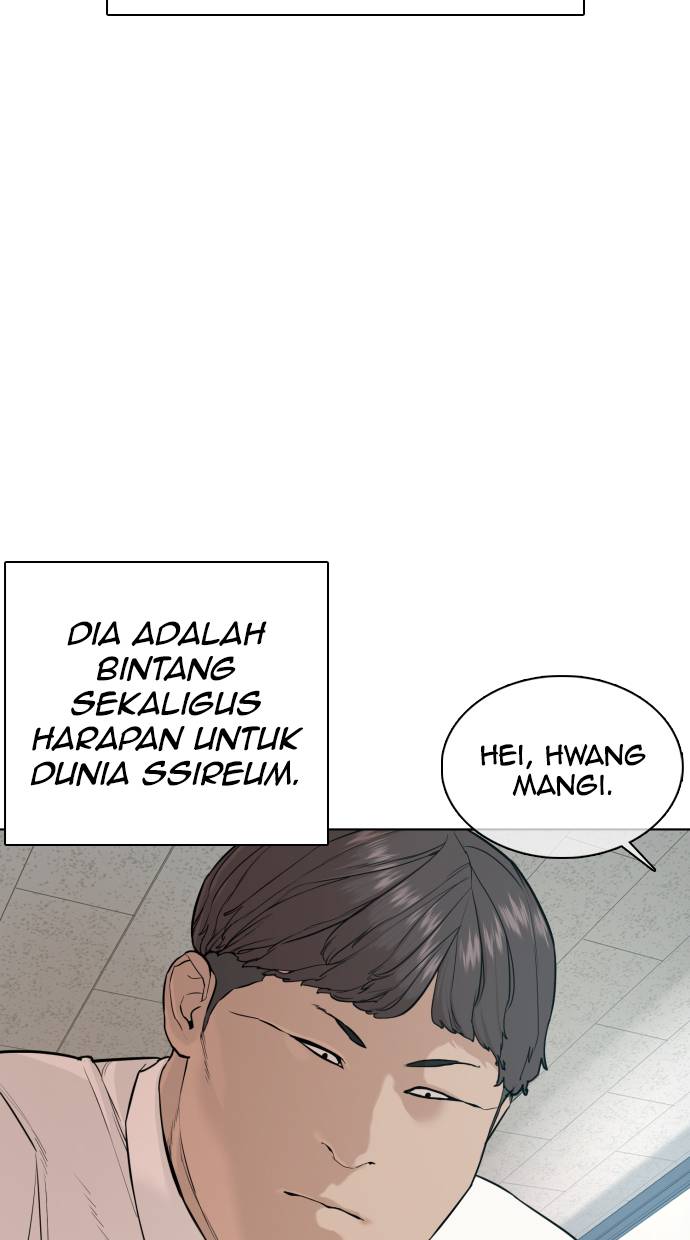 DIA ADALAH
BINTANG
SEKALIGUS
HARAPAN UNTUK
DUNIA SSIREUM.
HEI, HWANG
MANGI.